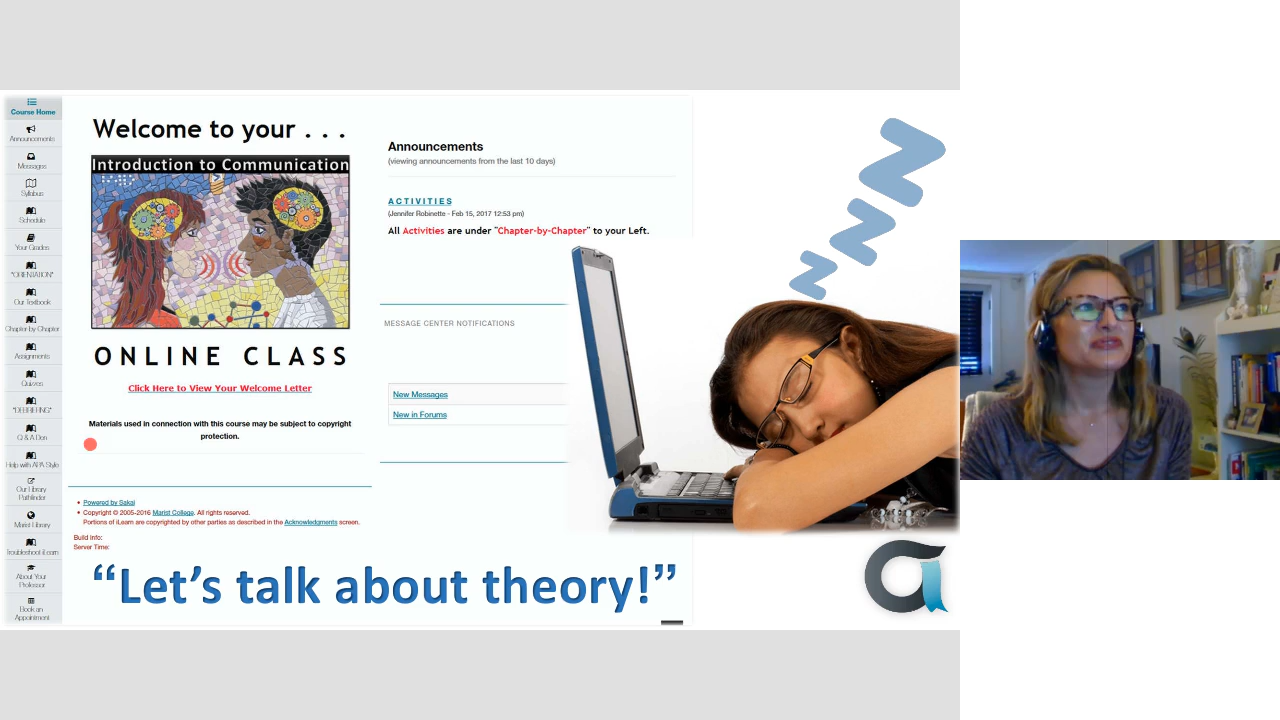 Course Home
Announcements
Messages
Syllabus
Schedule
Your Grades
*ORIENTATION*
Our Textbook
Chapter by Chapter
Assignments
Quizzes
*DEBRIEFING*
Q & A Den
Help with APA Style
Our Library
Pathfinder
Marist Library
Troubleshoot iLearn
About Your
Professor
Book an
Appointment
Welcome to your . . .
Introduction to Communication
ONLINE CLASS
Click Here to View Your Welcome Letter
Materials used in connection with this course may be subject to copyright
protection.
Powered by Sakai
Copyright © 2005-2016 Marist College. All rights reserved.
Portions of iLearn are copyrighted by other parties as described in the Acknowledgments screen.
Build Info:
Server Time:
Announcements
(viewing announcements from the last 10 days)
ACTIVITIES
(Jennifer Robinette - Feb 15, 2017 12:53 pm)
All Activities are under "Chapter-by-Chapter" to your Left.
MESSAGE CENTER NOTIFICATIONS
New Messages
New in Forums
“Let’s talk about theory!”